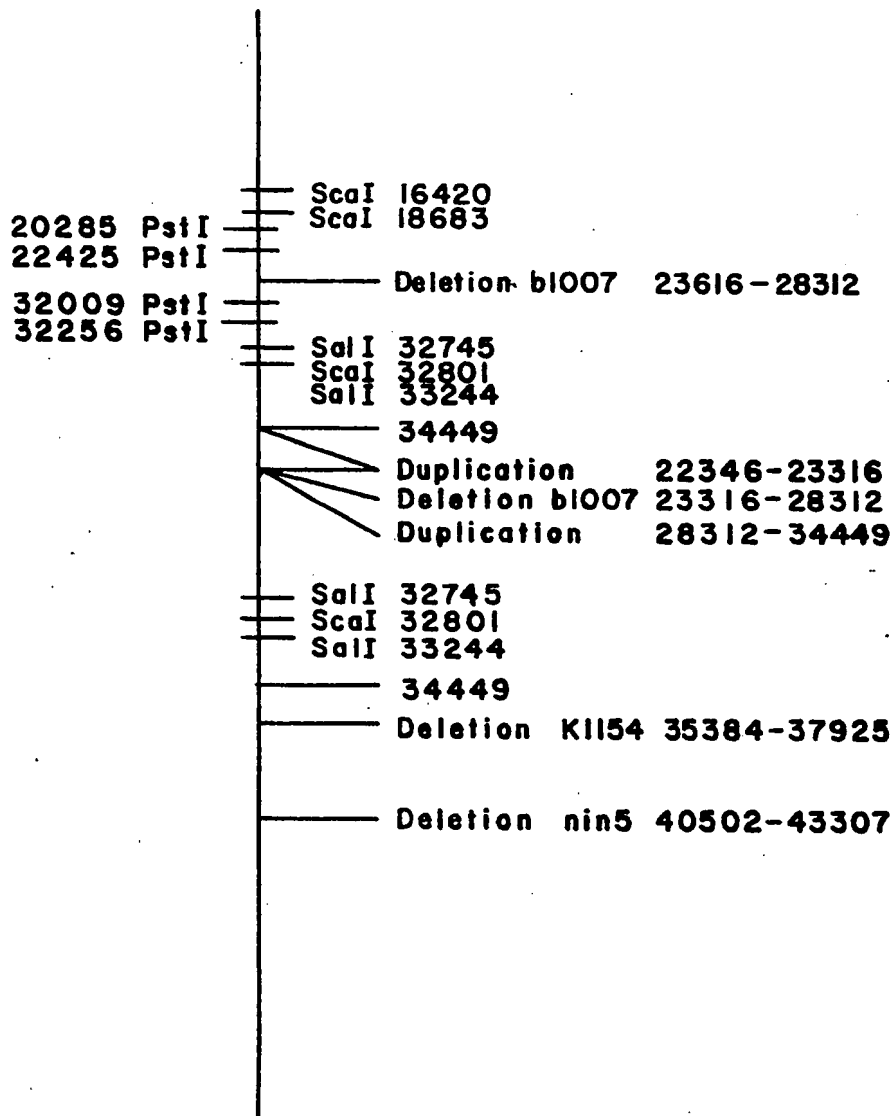 ScaI 16420
ScaI 18683
20285 PstI
22425 PstI
Deletion b1007 23616-28312
32009 PstI
32256 PstI
SalI 32745
ScaI 32801
SalI 33244
34449
Duplication 22346-23316
Deletion b1007 23316-28312
Duplication 28312-34449
SalI 32745
ScaI 32801
SalI 33244
34449
Deletion K1154 35384-37925
Deletion nin5 40502-43307